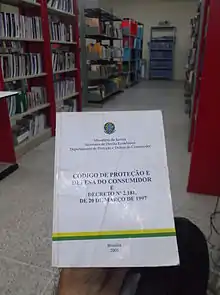 Ministério da Justiça
Secretaria de Direito Econômico
Departamento de Proteção e Defesa do Consumidor
CÓDIGO DE PROTEÇÃO E
DEFESA DO CONSUMIDOR
E
DECRETO Nº 2.181,
DE 20 DE MARÇO DE 1997
Brasília
2001